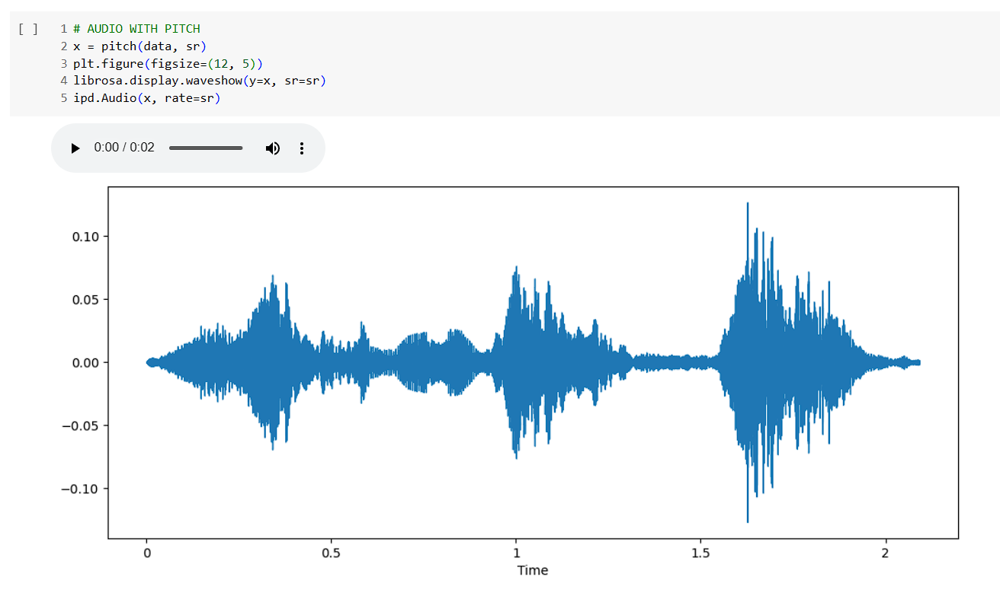 [ ] 1 # AUDIO WITH PITCH
2 x = pitch(data, sr)
3 plt.figure(figsize=(12, 5))
4 librosa.display.waveshow(y=x, sr=sr)
5 ipd.Audio(x, rate=sr)
0:00 / 0:02
0.10
0.05
0.00
−0.05
−0.10
0 0.5 1 1.5 2
Time